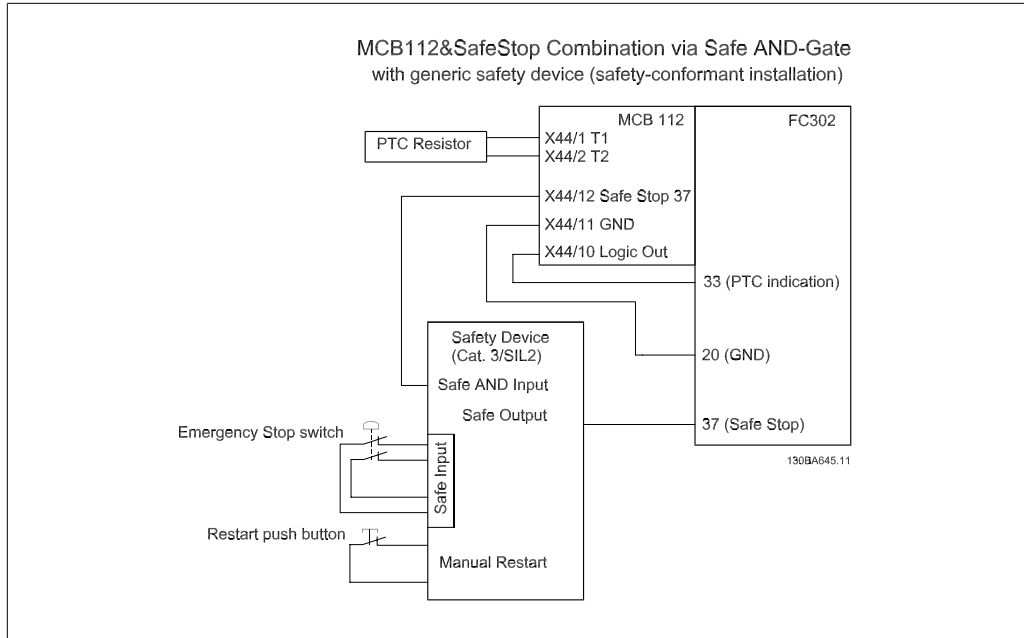 MCB112&SafeStop Combination via Safe AND-Gate
with generic safety device (safety-conformant installation)
MCB 112
FC302
PTC Resistor
X44/1 T1
X44/2 T2
X44/12 Safe Stop 37
X44/11 GND
X44/10 Logic Out
33 (PTC indication)
Safety Device
(Cat. 3/SIL2)
20 (GND)
Safe AND Input
Safe Output
37 (Safe Stop)
Emergency Stop switch
Safe Input
130BA645.11
Restart push button
Manual Restart